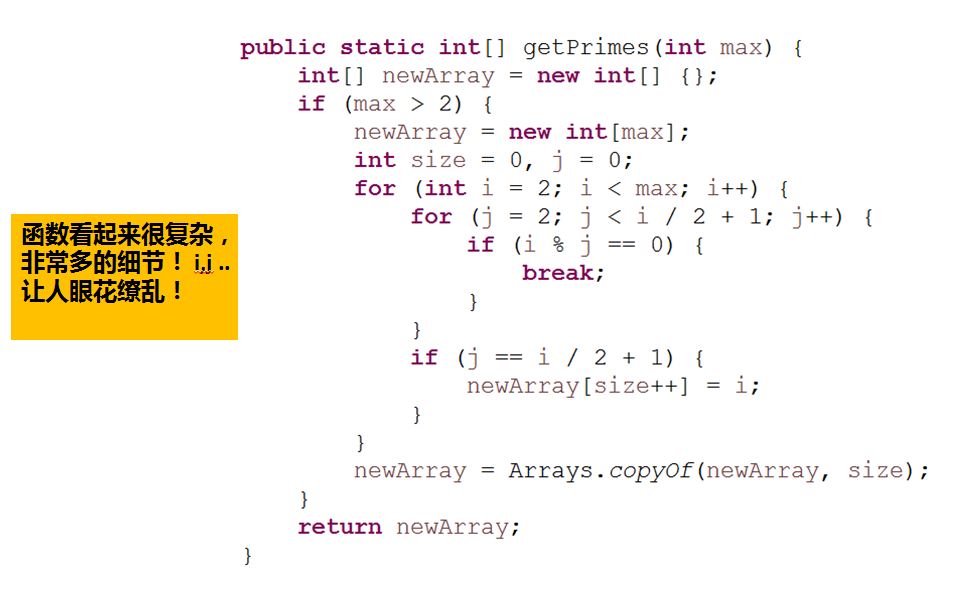 public static int[] getPrimes(int max) {
int[] newArray = new int[] {};
if (max > 2) {
newArray = new int[max];
int size = 0, j = 0;
for (int i = 2; i < max; i++) {
for (j = 2; j < i / 2 + 1; j++) {
if (i % j == 0) {
break;
}
}
if (j == i / 2 + 1) {
newArray[size++] = i;
}
}
newArray = Arrays.copyOf(newArray, size);
}
return newArray;
}
函数看起来很复杂，
非常多的细节！i,j ..
让人眼花缭乱！